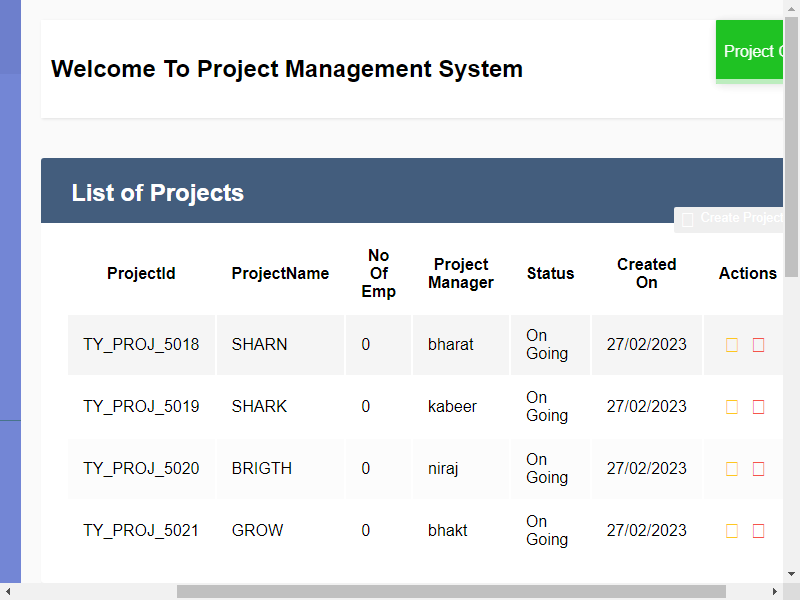 Project
Welcome To Project Management System
List of Projects
Create Project
ProjectId ProjectName No Of Emp Project Manager Status Created On Actions
TY_PROJ_5018 SHARN 0 bharat On Going 27/02/2023
TY_PROJ_5019 SHARK 0 kabeer On Going 27/02/2023
TY_PROJ_5020 BRIGTH 0 niraj On Going 27/02/2023
TY_PROJ_5021 GROW 0 bhakt On Going 27/02/2023